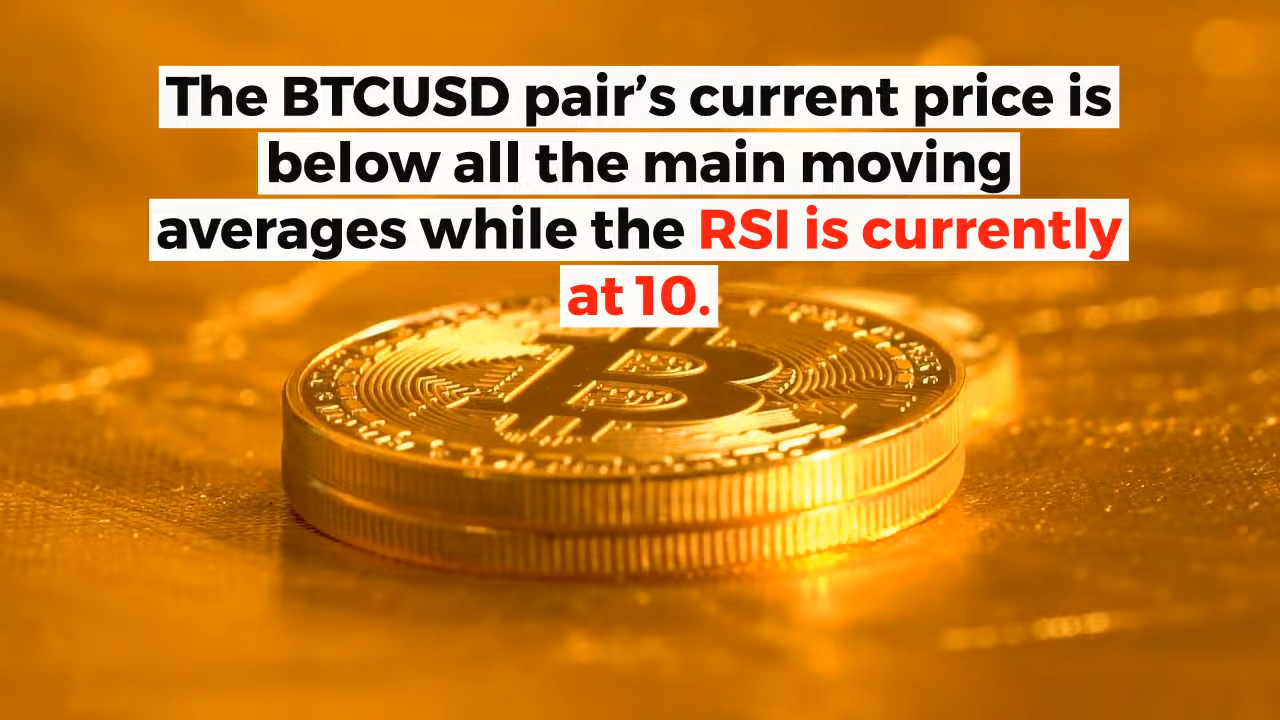 The BTCUSD pair’s current price is
below all the main moving
averages while the RSI is currently
at 10.